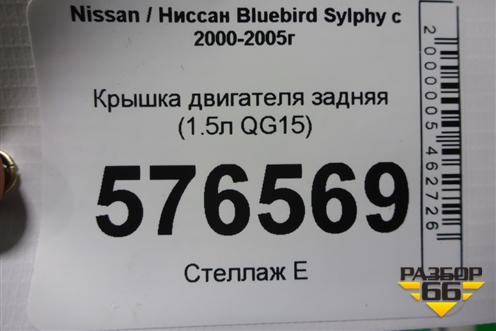 Nissan / Ниссан Bluebird Sylphy с
2000-2005г
Крышка двигателя задняя
(1.5л QG15)
576569
Стеллаж Е
2000005462726
РАЗБОР
66